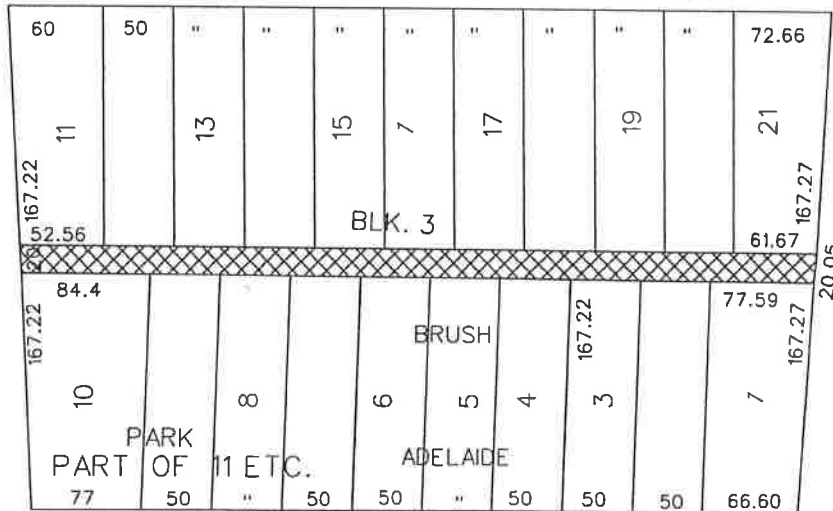 60 50 " " " " " " " " 72.66
11 13 15 7 17 19 21
167.22 167.27
BLK. 3
52.56 61.67
20 20.05
84.4 77.59
167.22 167.22 167.27
BRUSH
10 8 6 5 4 3 1
PARK
ADELAIDE
PART OF 11 ETC.
77 50 " 50 50 " 50 50 50 66.60